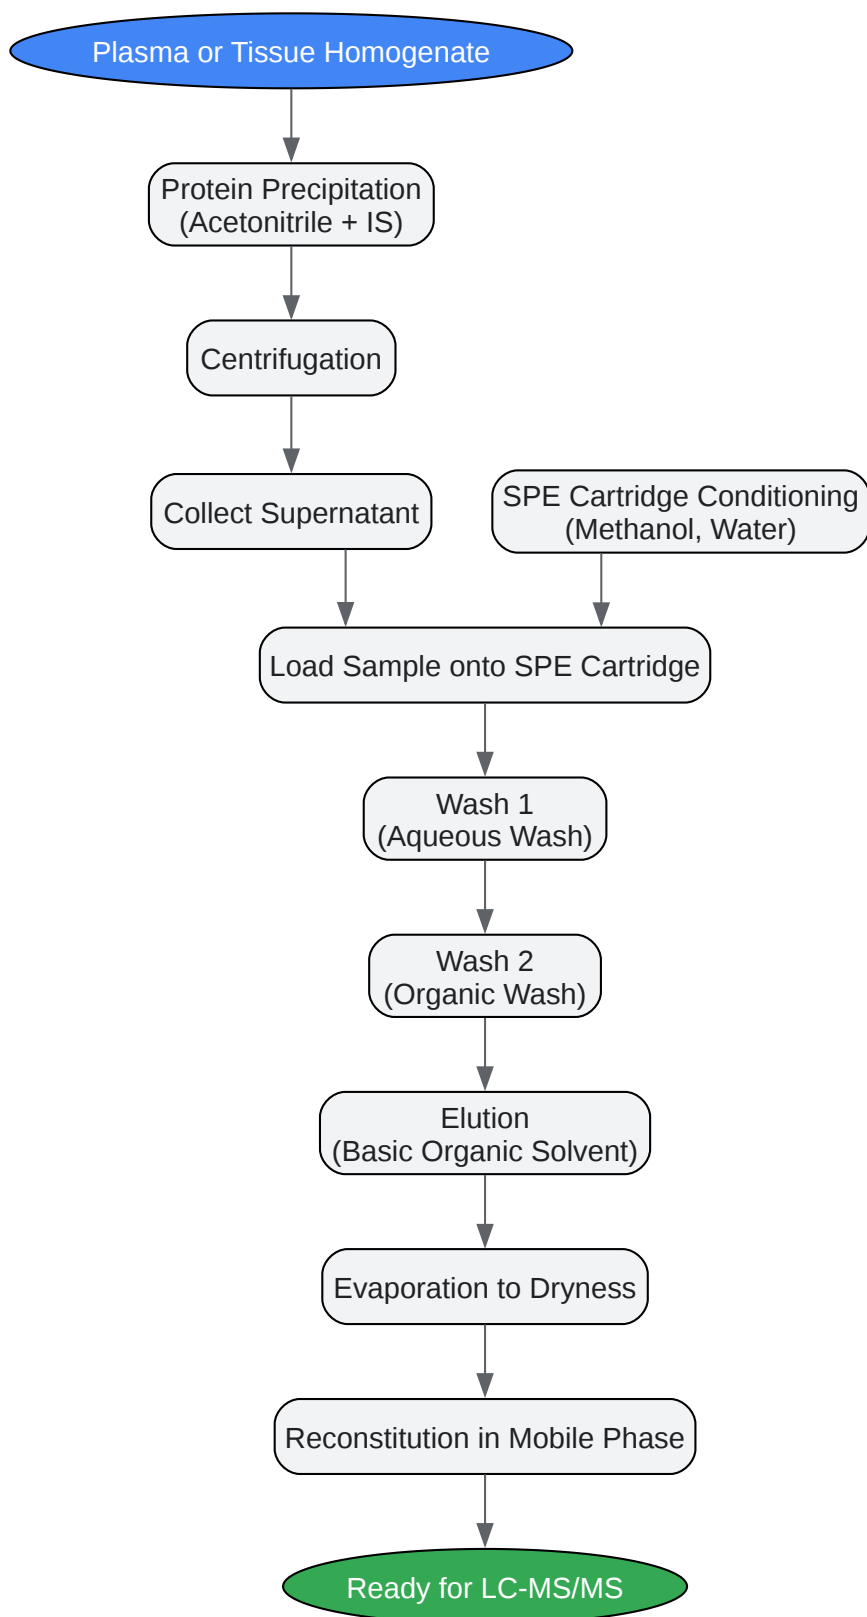 Plasma or Tissue Homogenate
Protein Precipitation
(Acetonitrile + IS)
Centrifugation
Collect Supernatant
SPE Cartridge Conditioning
(Methanol, Water)
Load Sample onto SPE Cartridge
Wash 1
(Aqueous Wash)
Wash 2
(Organic Wash)
Elution
(Basic Organic Solvent)
Evaporation to Dryness
Reconstitution in Mobile Phase
Ready for LC-MS/MS